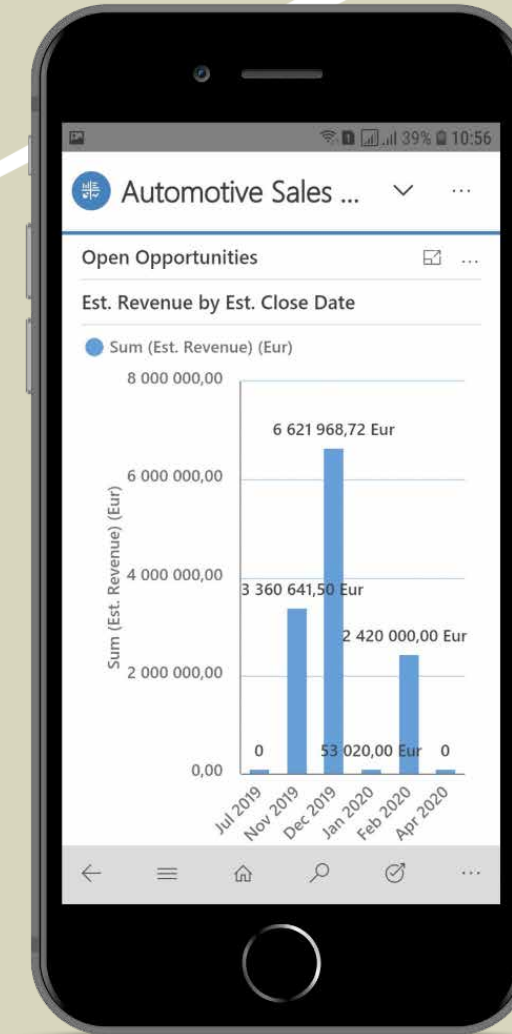 39% 10:56
Automotive Sales ...
Open Opportunities
Est. Revenue by Est. Close Date
Sum (Est. Revenue) (Eur)
8 000 000,00
6 621 968,72 Eur
6 000 000,00
Sum (Est. Revenue) (Eur)
4 000 000,00
3 360 641,50 Eur
2 420 000,00 Eur
2 000 000,00
0
53 020,00 Eur
0
0,00
Jul 2019
Nov 2019
Dec 2019
Jan 2020
Feb 2020
Apr 2020